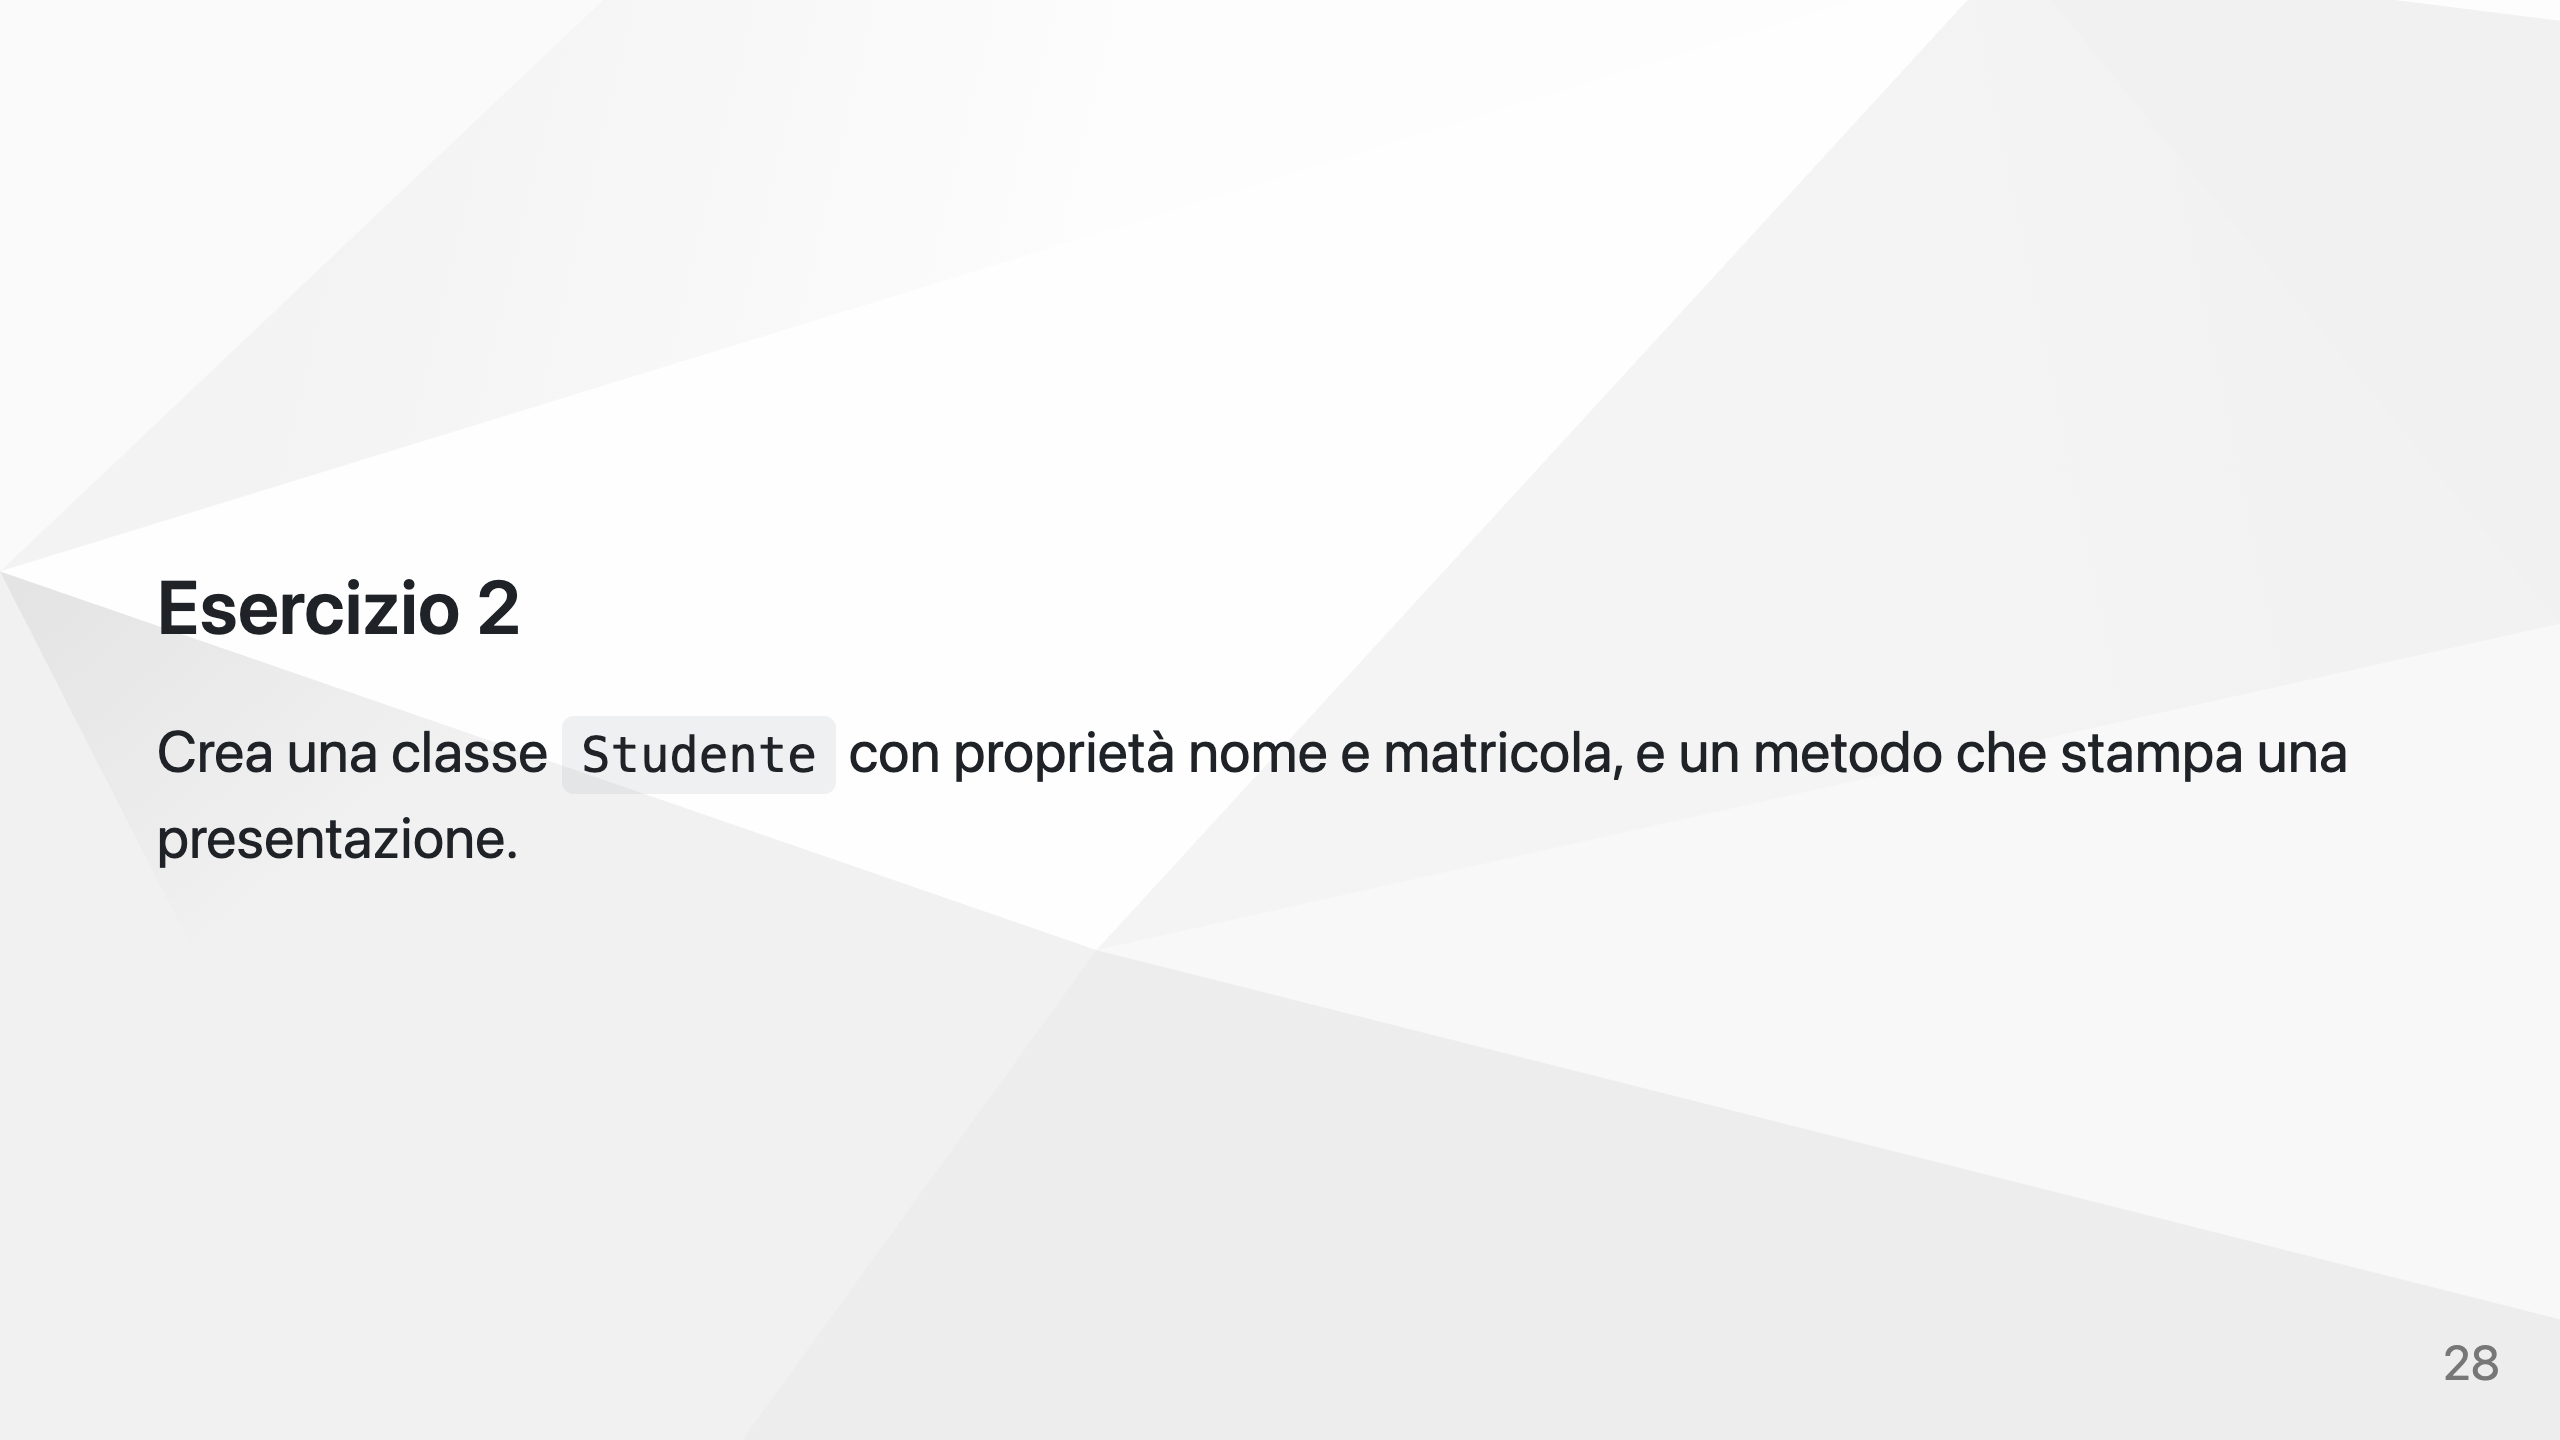 Esercizio 2
Crea una classe Studente con proprietà nome e matricola, e un metodo che stampa una
presentazione.
28